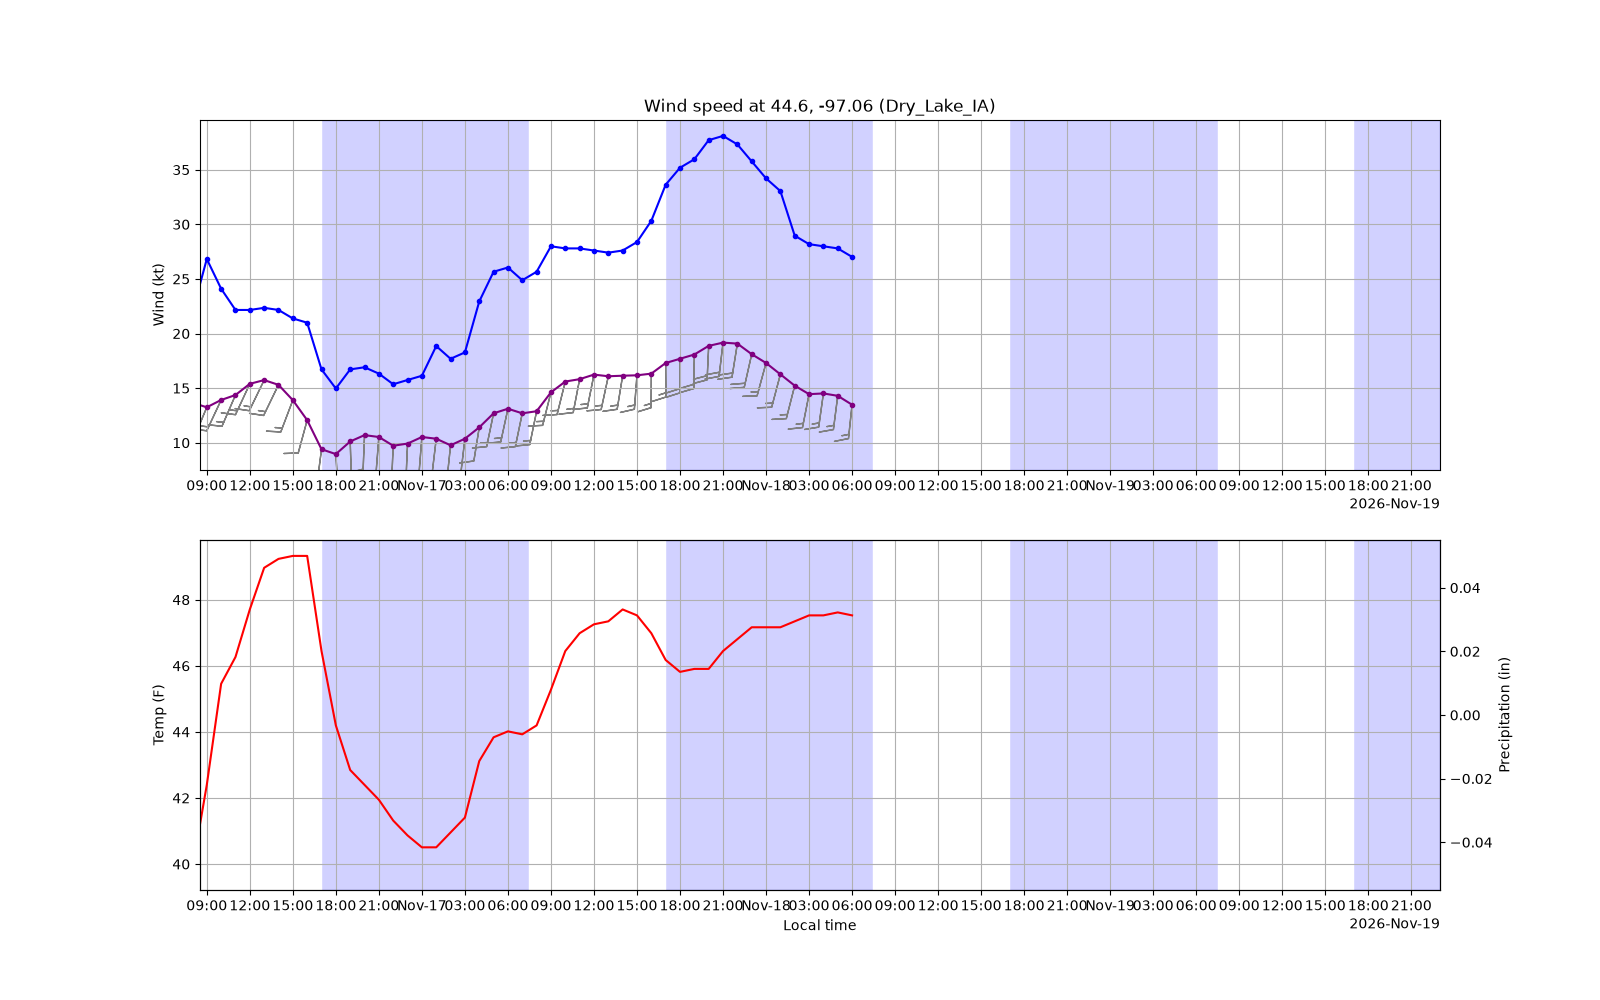 Wind speed at 44.6, -97.06 (Dry_Lake_IA)
Wind (kt)
35
30
25
20
15
10
09:00 12:00 15:00 18:00 21:00 Nov-17 03:00 06:00 09:00 12:00 15:00 18:00 21:00 Nov-18 03:00 06:00 09:00 12:00 15:00 18:00 21:00 Nov-19 03:00 06:00 09:00 12:00 15:00 18:00 21:00
2026-Nov-19
Temp (F)
48
46
44
42
40
0.04
0.02
0.00
−0.02
−0.04
Precipitation (in)
09:00 12:00 15:00 18:00 21:00 Nov-17 03:00 06:00 09:00 12:00 15:00 18:00 21:00 Nov-18 03:00 06:00 09:00 12:00 15:00 18:00 21:00 Nov-19 03:00 06:00 09:00 12:00 15:00 18:00 21:00
Local time
2026-Nov-19